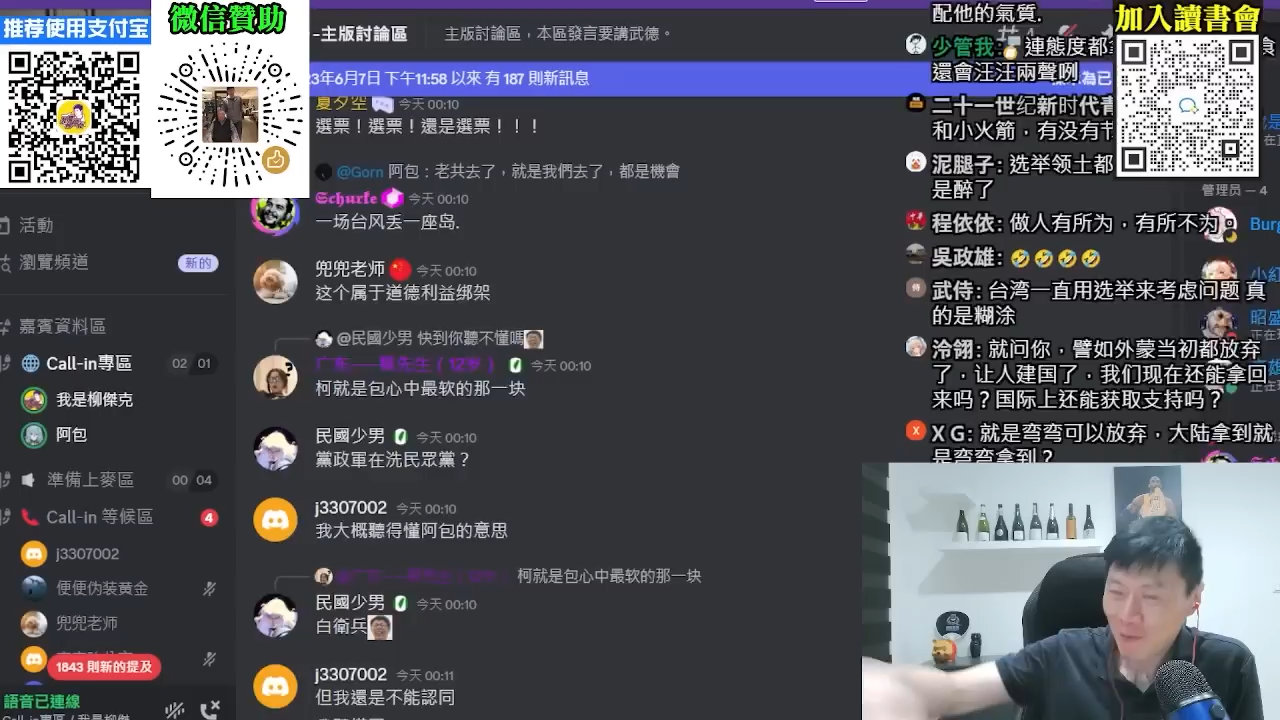 推荐使用支付宝
微信贊助
活動
瀏覽頻道
新的
嘉賓資料區
Call-in專區
02 01
我是柳傑克
阿包
準備上麥區
00 04
Call-in 等候區
4
j3307002
便便伪装黄金
兜兜老师
1843 則新的提及
語音已連線
-主版討論區
主版討論區，本區發言要講武德。
3年6月7日 下午11:58 以來 有 187 則新訊息
夏夕空 今天 00:10
選票！選票！還是選票！！！
@Gorn 阿包：老共去了，就是我們去了，都是機會
Schurke 今天 00:10
一场台风丢一座岛.
兜兜老师 今天 00:10
这个属于道德利益绑架
@民國少男 快到你聽不懂嗎
今天 00:10
柯就是包心中最软的那一块
民國少男 今天 00:10
黨政軍在洗民眾黨？
j3307002 今天 00:10
我大概聽得懂阿包的意思
柯就是包心中最软的那一块
民國少男 今天 00:10
白衛兵
j3307002 今天 00:11
但我還是不能認同
配他的氣質.
少管我: 連態度都
還會汪汪兩聲咧
二十一世纪新时代青
和小火箭，有没有节
泥腿子: 选举领土都
是醉了
程依依: 做人有所为，有所不为
吳政雄:
武侍: 台湾一直用选举来考虑问题 真
的是糊涂
泠翎: 就问你，譬如外蒙当初都放弃
了，让人建国了，我们现在还能拿回
来吗？国际上还能获取支持吗？
X G: 就是弯弯可以放弃，大陆拿到就
是弯弯拿到？
加入讀書會
管理员 — 4